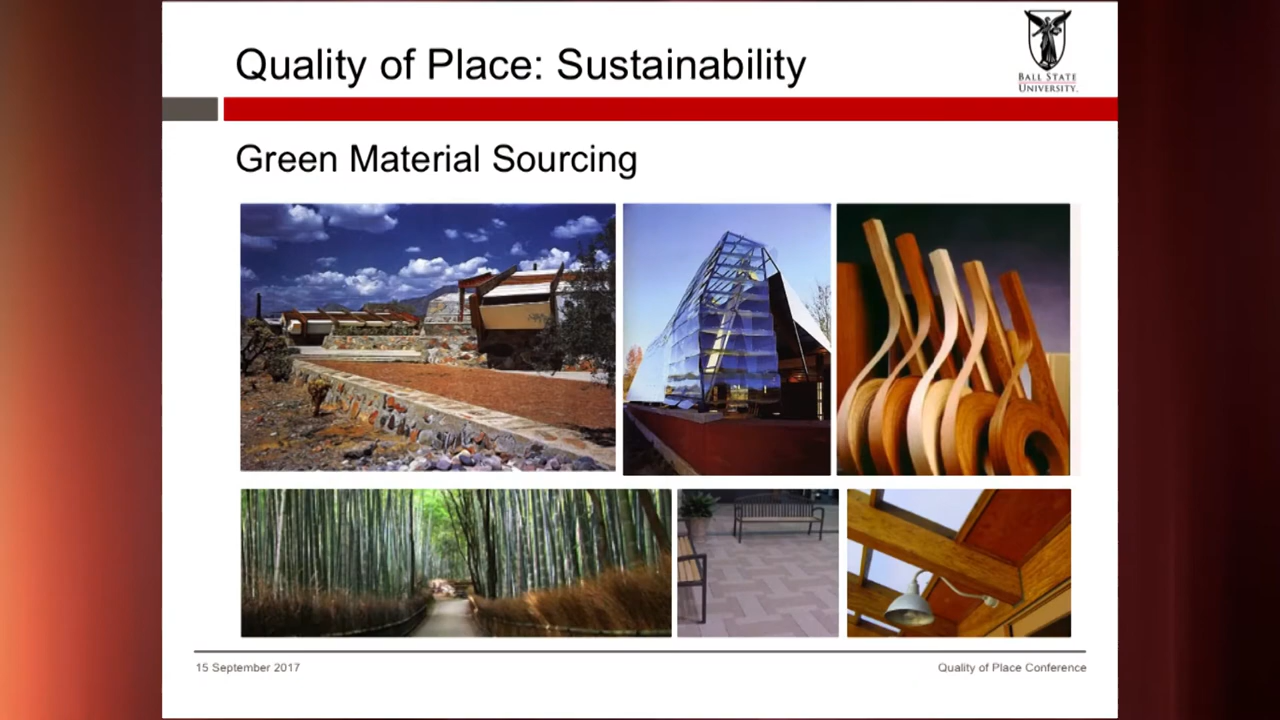 Quality of Place: Sustainability
BALL STATE
UNIVERSITY.
Green Material Sourcing
15 September 2017
Quality of Place Conference